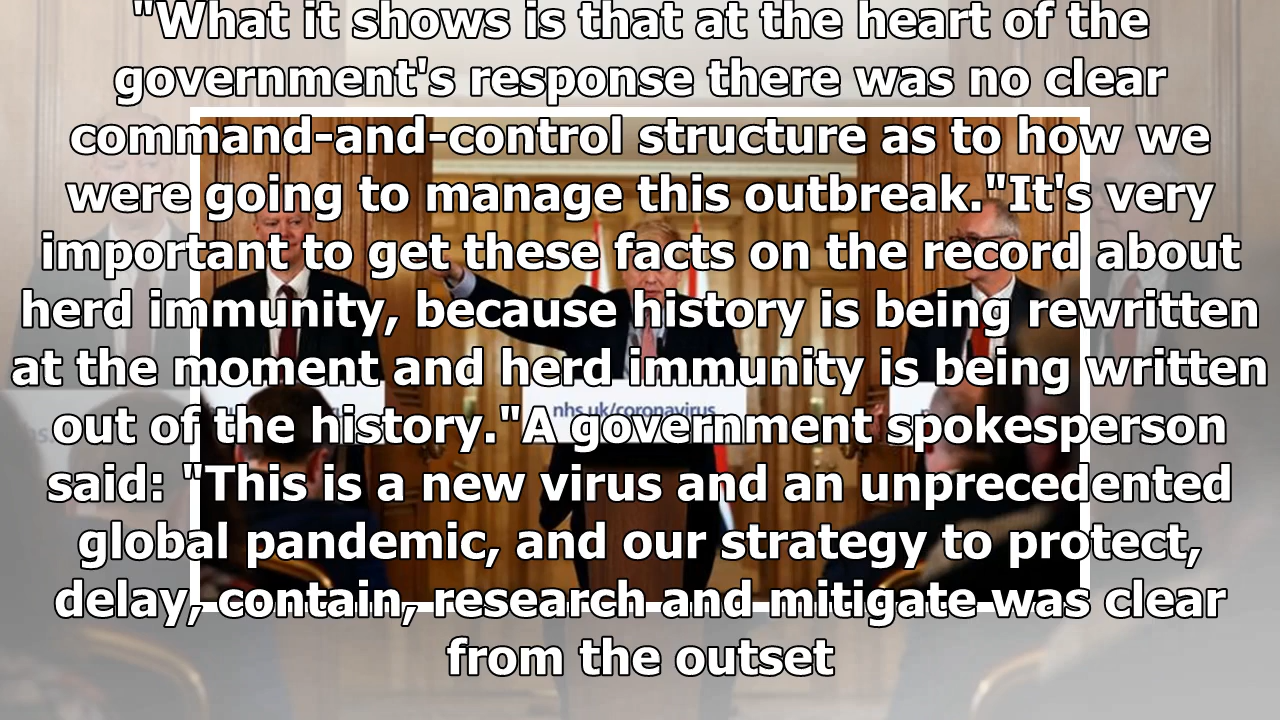 "What it shows is that at the heart of the
government's response there was no clear
command-and-control structure as to how we
were going to manage this outbreak."It's very
important to get these facts on the record about
herd immunity, because history is being rewritten
at the moment and herd immunity is being written
out of the history."A government spokesperson
nhs.uk/coronavirus
said: "This is a new virus and an unprecedented
global pandemic, and our strategy to protect,
delay, contain, research and mitigate was clear
from the outset